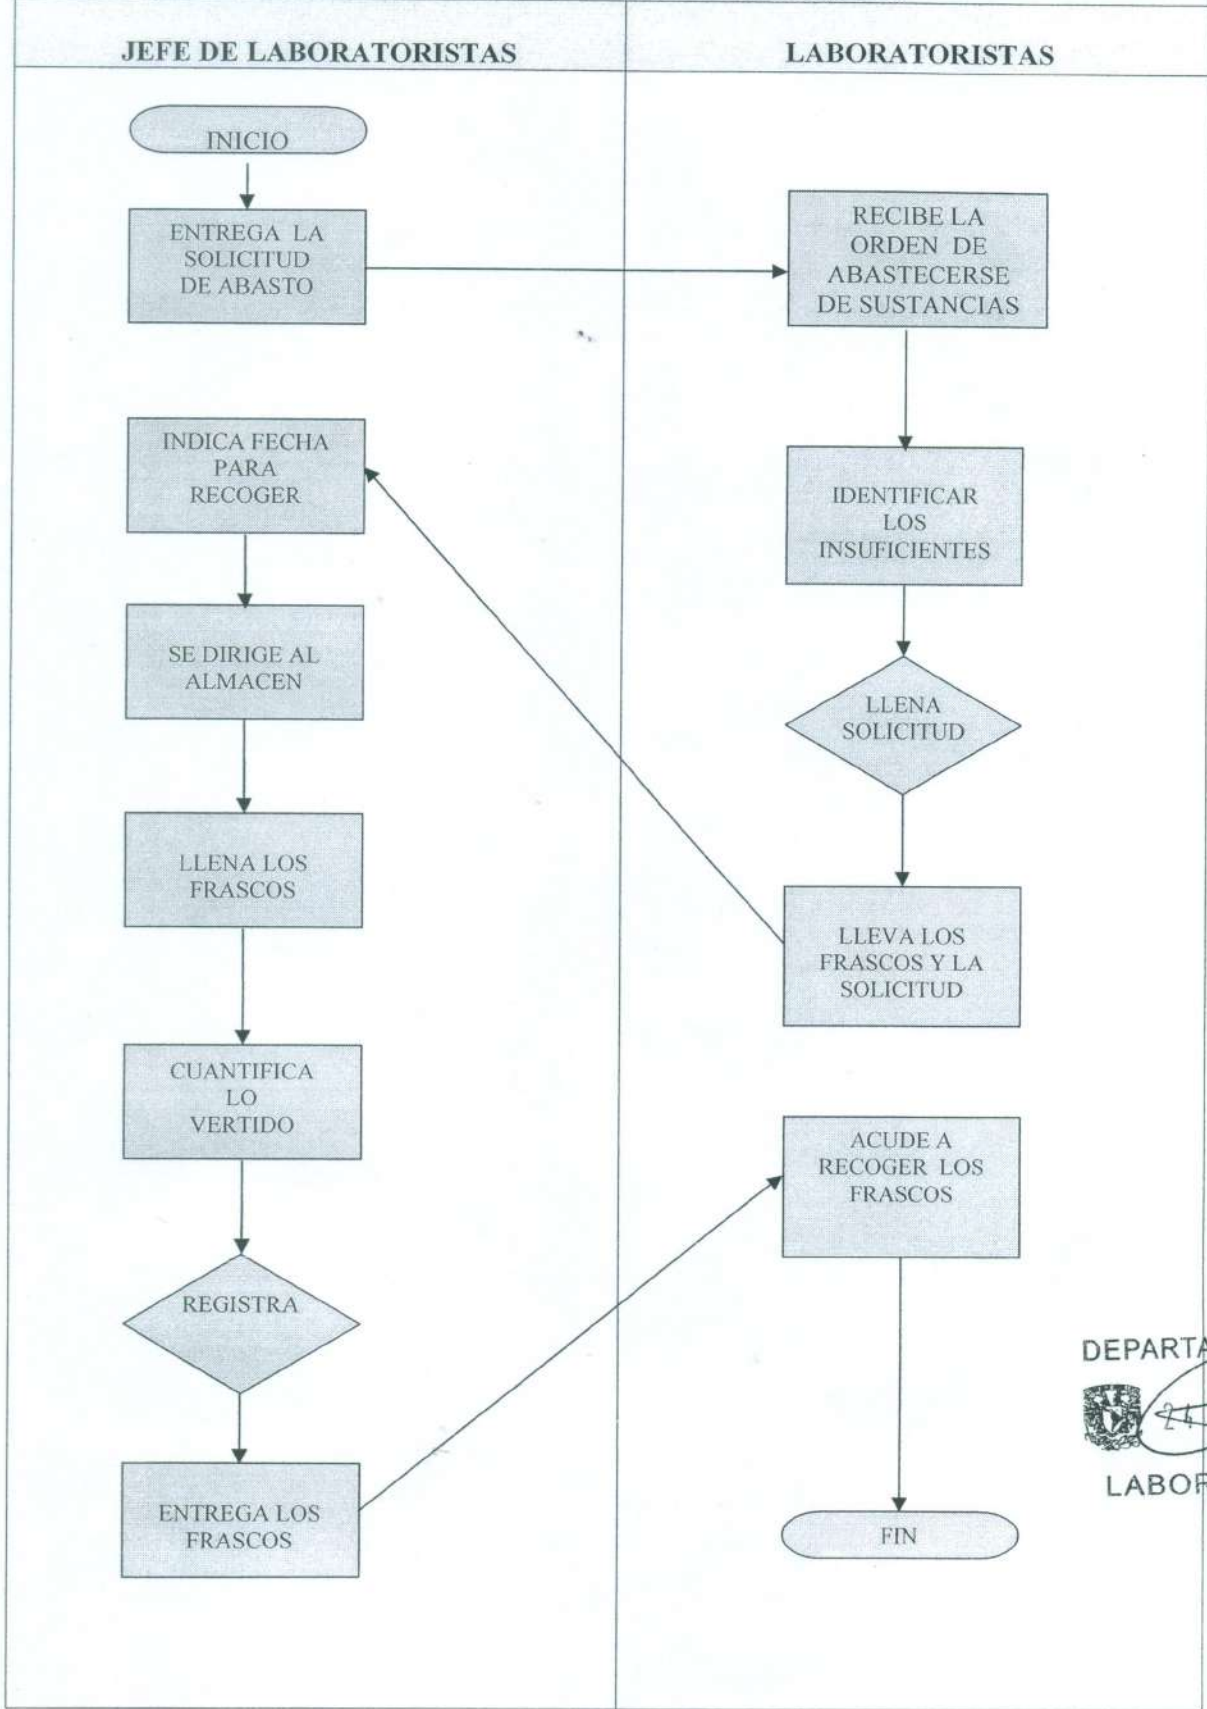 JEFE DE LABORATORISTAS
LABORATORISTAS
INICIO
ENTREGA LA
SOLICITUD
DE ABASTO
RECIBE LA
ORDEN DE
ABASTECERSE
DE SUSTANCIAS
IDENTIFICAR
LOS
INSUFICIENTES
LLENA
SOLICITUD
LLEVA LOS
FRASCOS Y LA
SOLICITUD
INDICA FECHA
PARA
RECOGER
SE DIRIGE AL
ALMACEN
LLENA LOS
FRASCOS
CUANTIFICA
LO
VERTIDO
REGISTRA
ENTREGA LOS
FRASCOS
ACUDE A
RECOGER LOS
FRASCOS
FIN
DEPARTA
24
LABOR